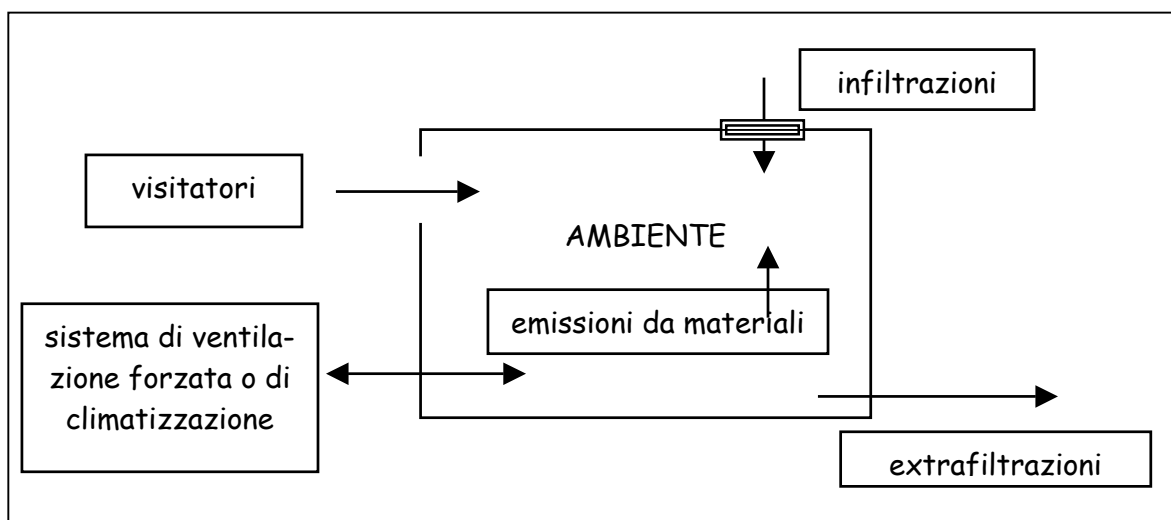 infiltrazioni
visitatori
AMBIENTE
emissioni da materiali
sistema di ventila-
zione forzata o di
climatizzazione
extrafiltrazioni